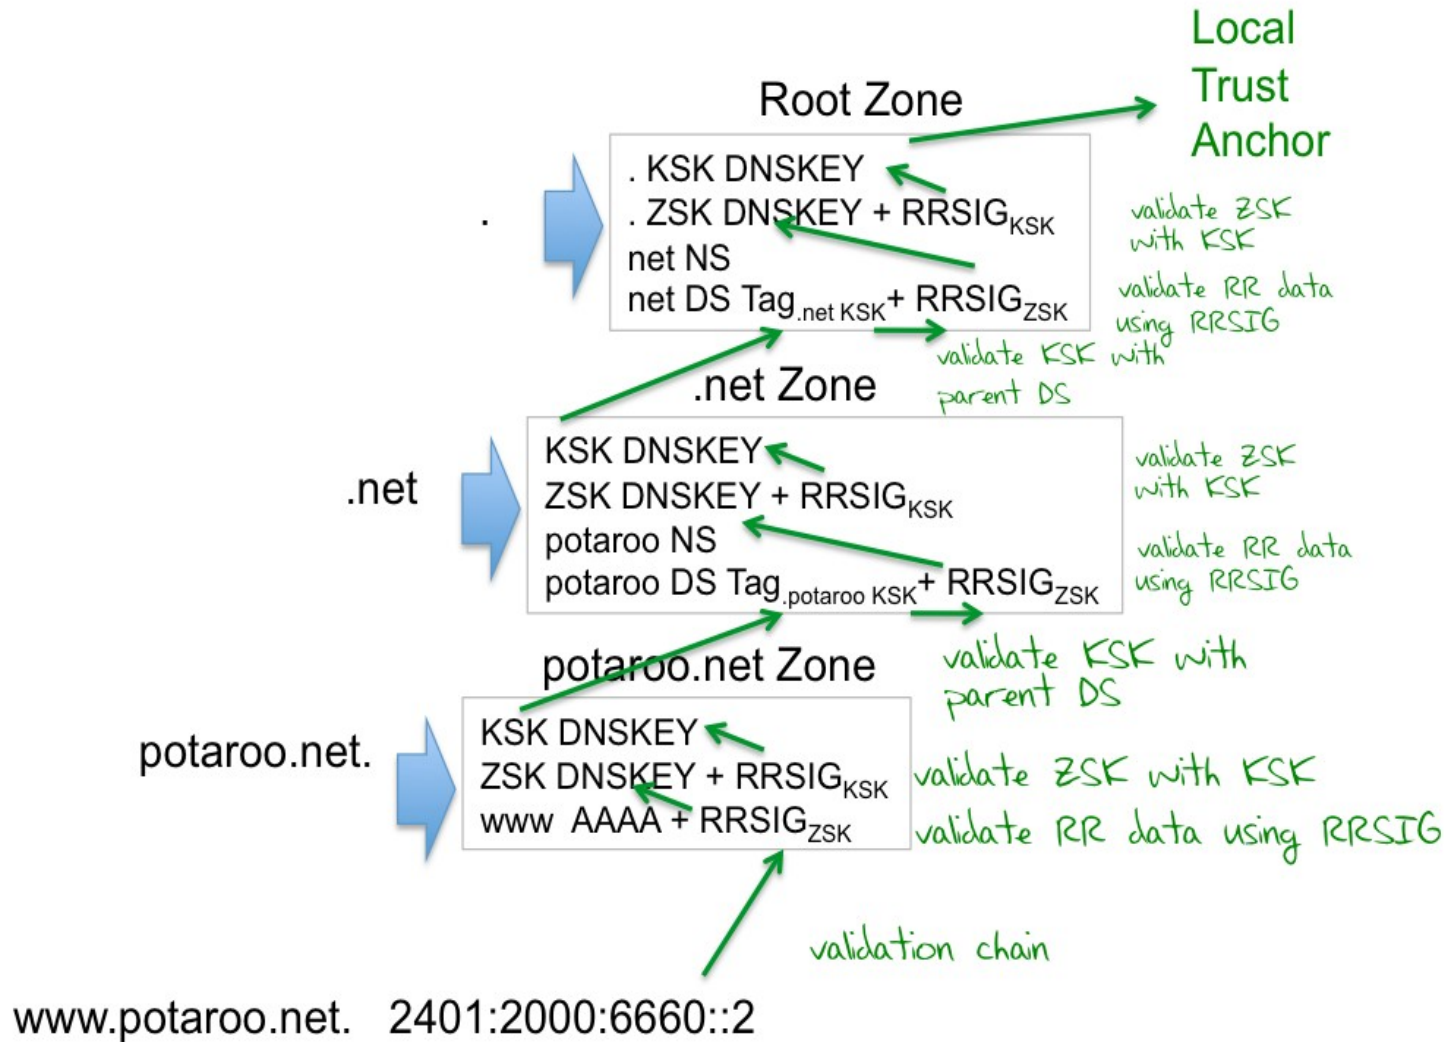 Local
Trust
Anchor
Root Zone
. KSK DNSKEY
. ZSK DNSKEY + RRSIGKSK
net NS
net DS Tag.net KSK+ RRSIGZSK
.
validate ZSK
with KSK
validate RR data
using RRSIG
validate KSK with
parent DS
.net Zone
KSK DNSKEY
ZSK DNSKEY + RRSIGKSK
potaroo NS
potaroo DS Tag.potaroo KSK+ RRSIGZSK
.net
validate ZSK
with KSK
validate RR data
using RRSIG
validate KSK with
parent DS
potaroo.net Zone
KSK DNSKEY
ZSK DNSKEY + RRSIGKSK
www AAAA + RRSIGZSK
potaroo.net.
validate ZSK with KSK
validate RR data using RRSIG
validation chain
www.potaroo.net. 2401:2000:6660::2